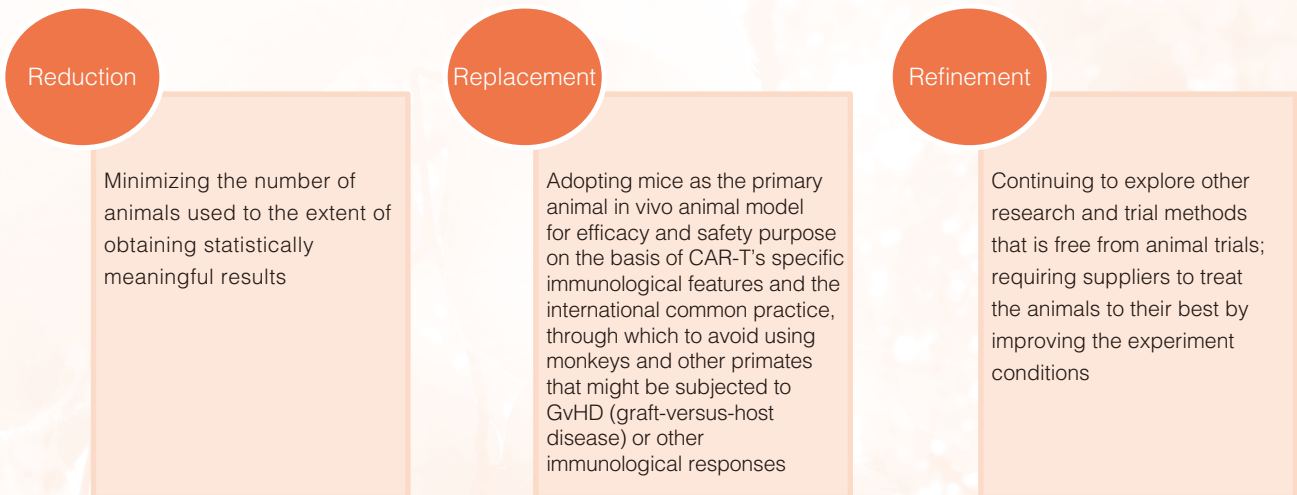 Reduction
Minimizing the number of
animals used to the extent of
obtaining statistically
meaningful results
Replacement
Adopting mice as the primary
animal in vivo animal model
for efficacy and safety purpose
on the basis of CAR-T's specific
immunological features and the
international common practice,
through which to avoid using
monkeys and other primates
that might be subjected to
GvHD (graft-versus-host
disease) or other
immunological responses
Refinement
Continuing to explore other
research and trial methods
that is free from animal trials;
requiring suppliers to treat
the animals to their best by
improving the experiment
conditions